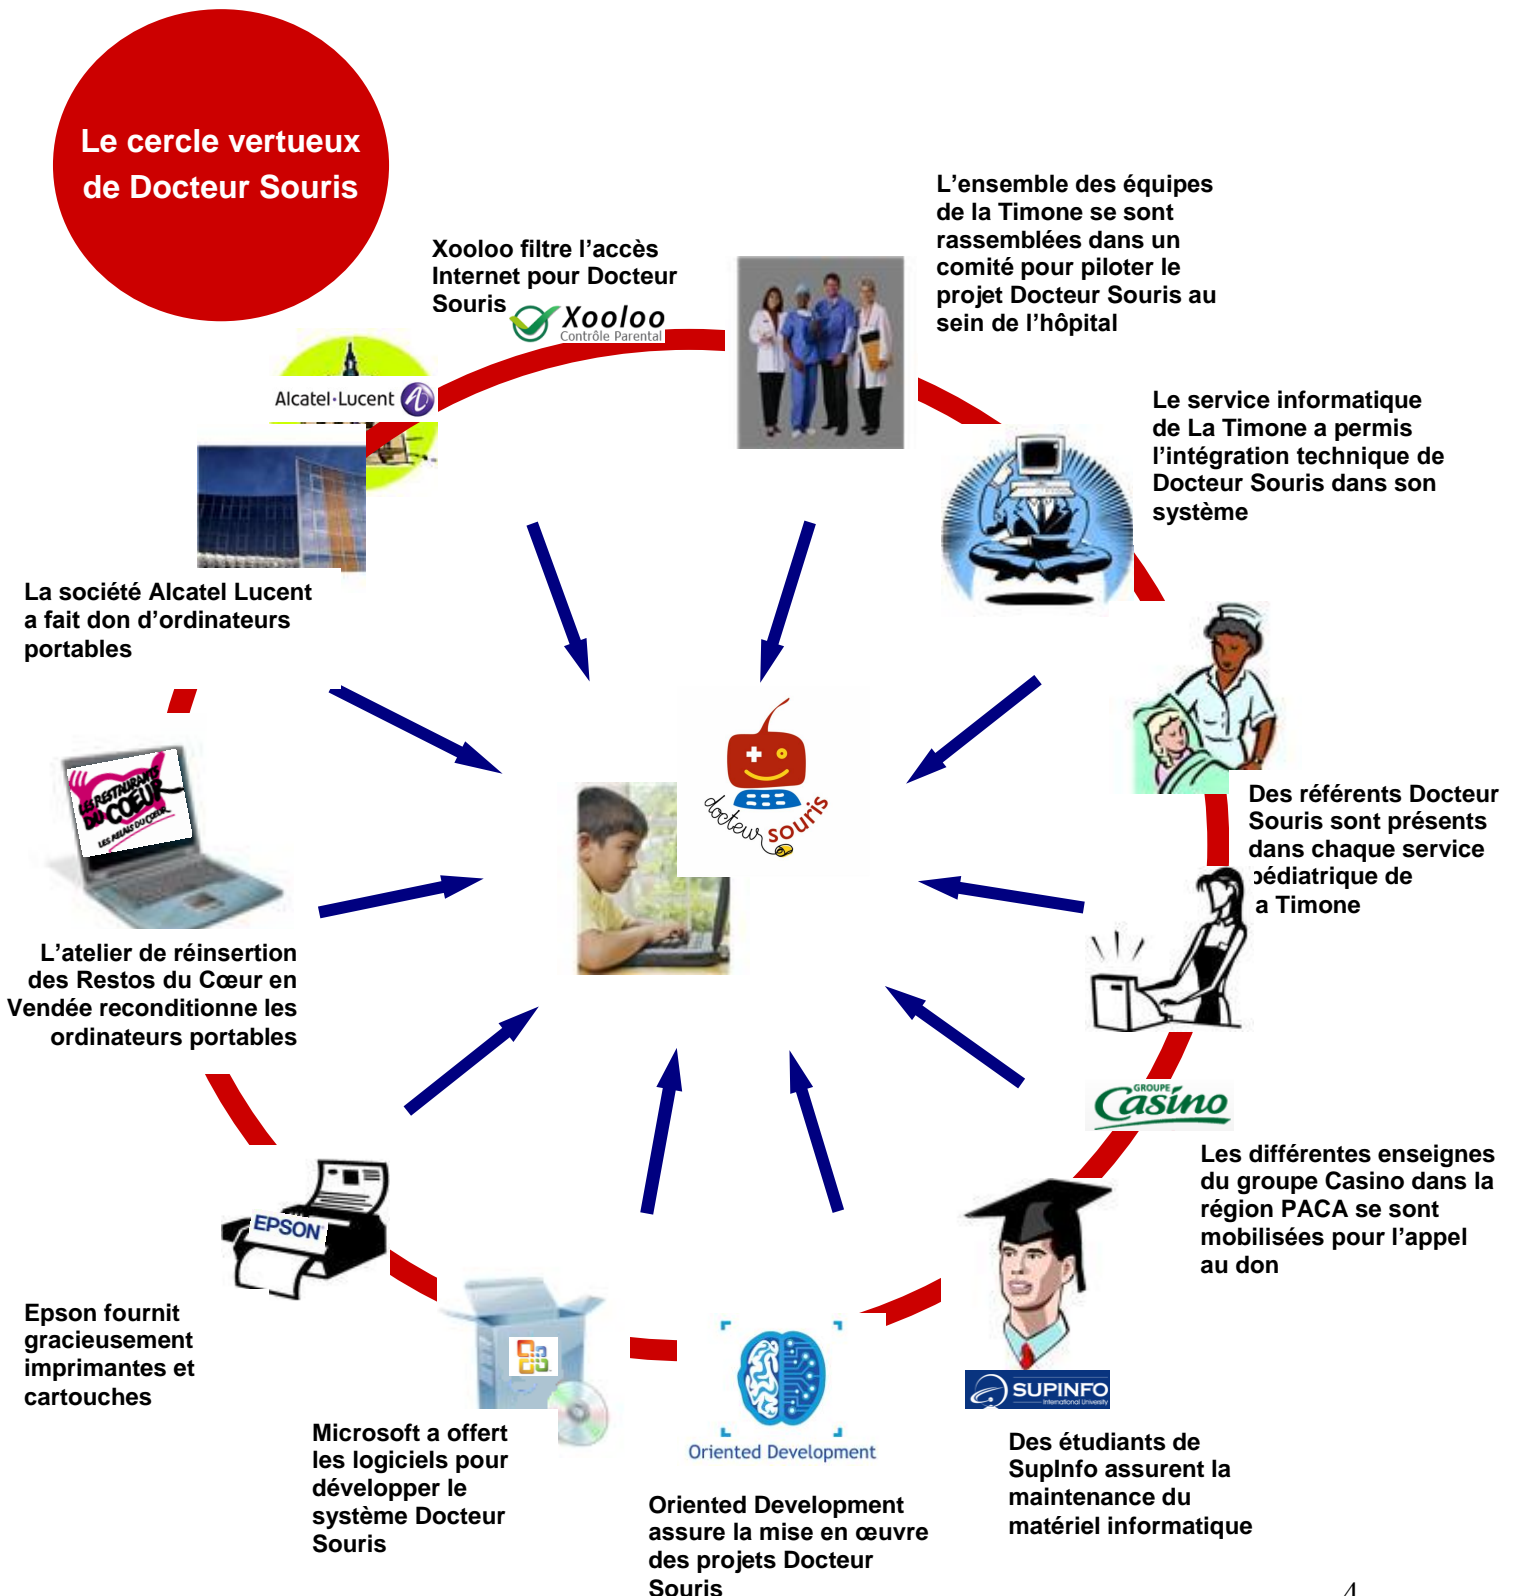 Le cercle vertueux
de Docteur Souris
Xooloo filtre l’accès
Internet pour Docteur
Souris
Xooloo
Contrôle Parental
L’ensemble des équipes
de la Timone se sont
rassemblées dans un
comité pour piloter le
projet Docteur Souris au
sein de l’hôpital
Alcatel·Lucent
Le service informatique
de La Timone a permis
l’intégration technique de
Docteur Souris dans son
système
La société Alcatel Lucent
a fait don d’ordinateurs
portables
docteur souris
LES RESTAURANTS
DU COEUR
LES RELAIS DU COEUR
Des référents Docteur
Souris sont présents
dans chaque service
pédiatrique de
a Timone
L’atelier de réinsertion
des Restos du Cœur en
Vendée reconditionne les
ordinateurs portables
GROUPE
Casino
Les différentes enseignes
du groupe Casino dans la
région PACA se sont
mobilisées pour l’appel
au don
EPSON
Epson fournit
gracieusement
imprimantes et
cartouches
SUPINFO
International University
Microsoft a offert
les logiciels pour
développer le
système Docteur
Souris
Oriented Development
Oriented Development
assure la mise en œuvre
des projets Docteur
Souris
Des étudiants de
SupInfo assurent la
maintenance du
matériel informatique
4